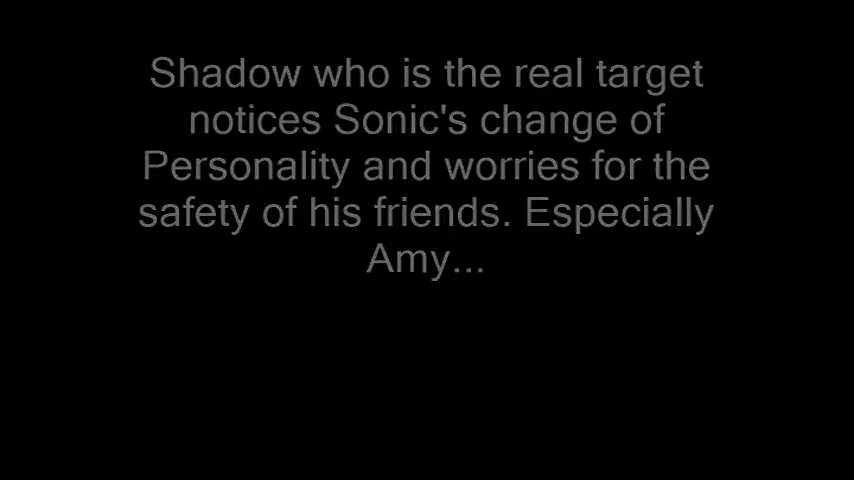 Shadow who is the real target
notices Sonic's change of
Personality and worries for the
safety of his friends. Especially
Amy...